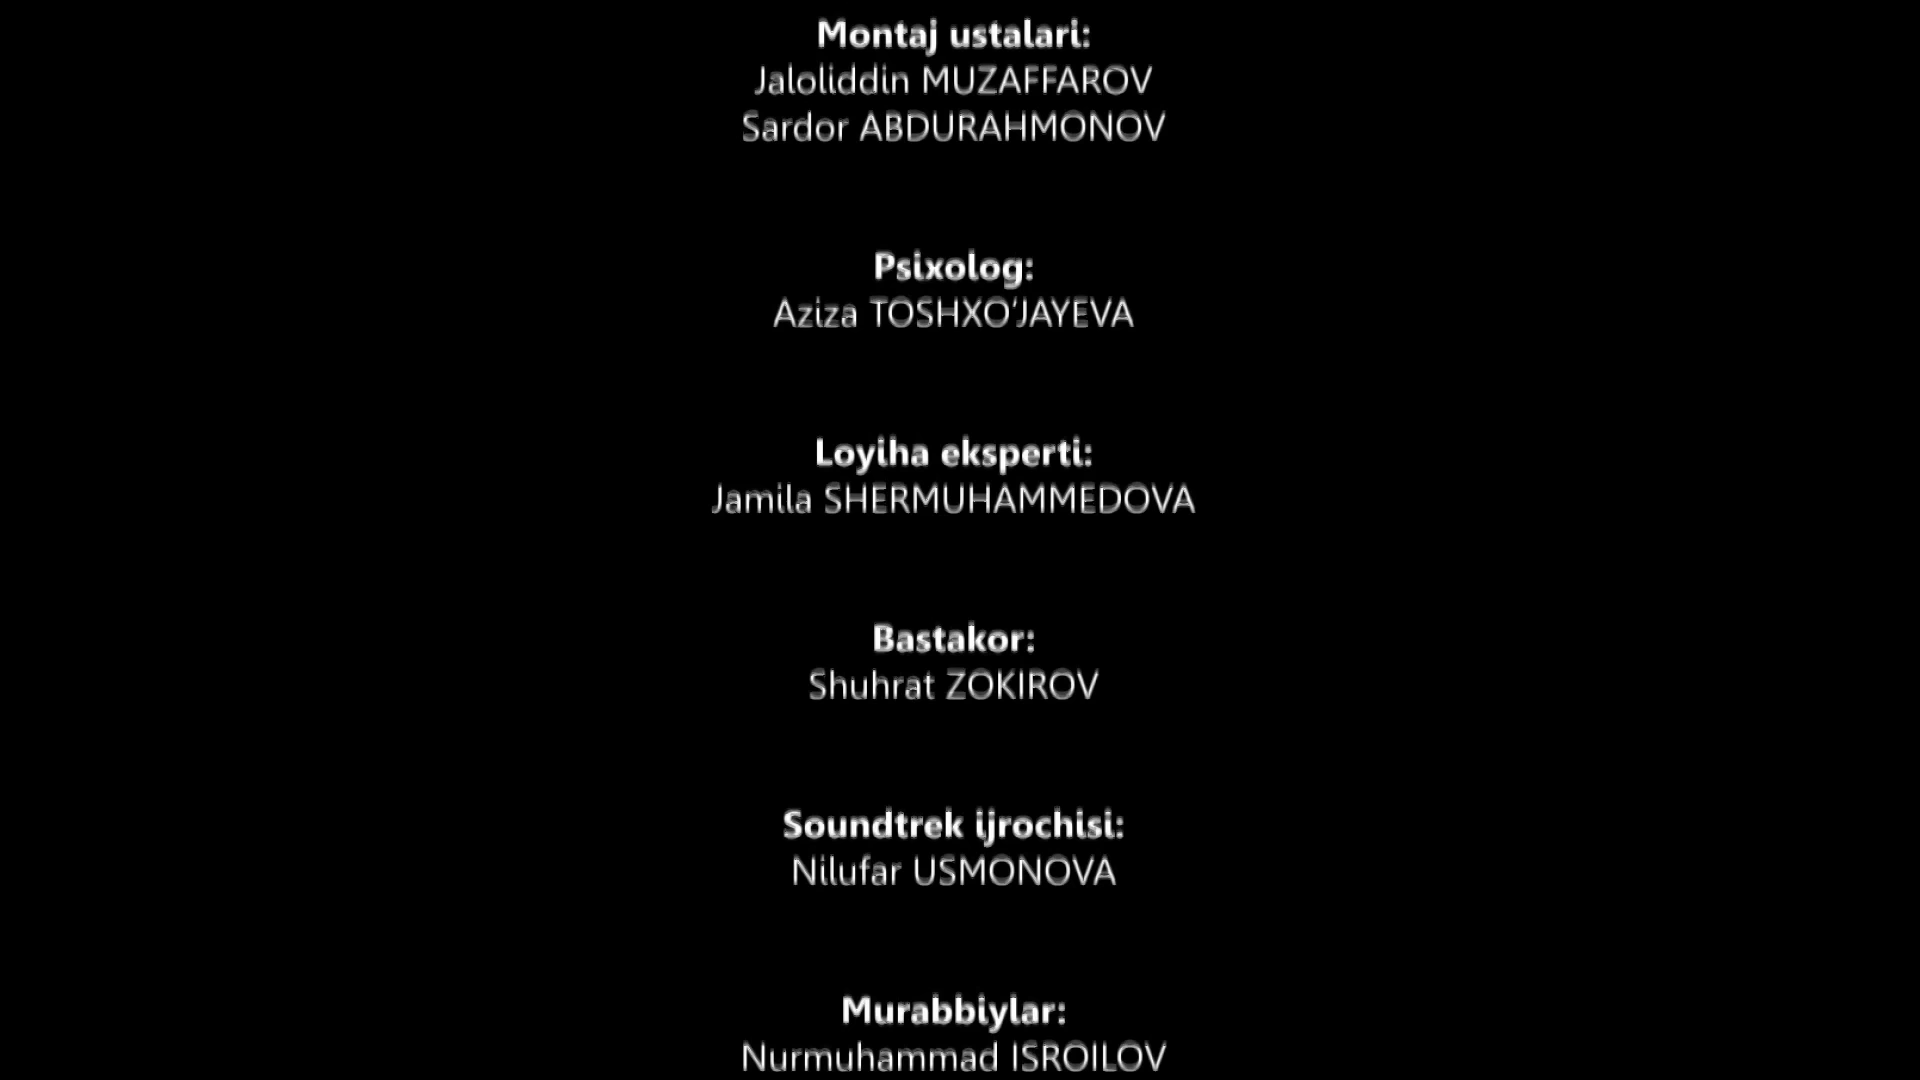 Montaj ustalari:
Jaloliddin MUZAFFAROV
Sardor ABDURAHMONOV
Psixolog:
Aziza TOSHXO‘JAYEVA
Loyiha eksperti:
Jamila SHERMUHAMMEDOVA
Bastakor:
Shuhrat ZOKIROV
Soundtrek ijrochisi:
Nilufar USMONOVA
Murabbiylar:
Nurmuhammad ISROILOV